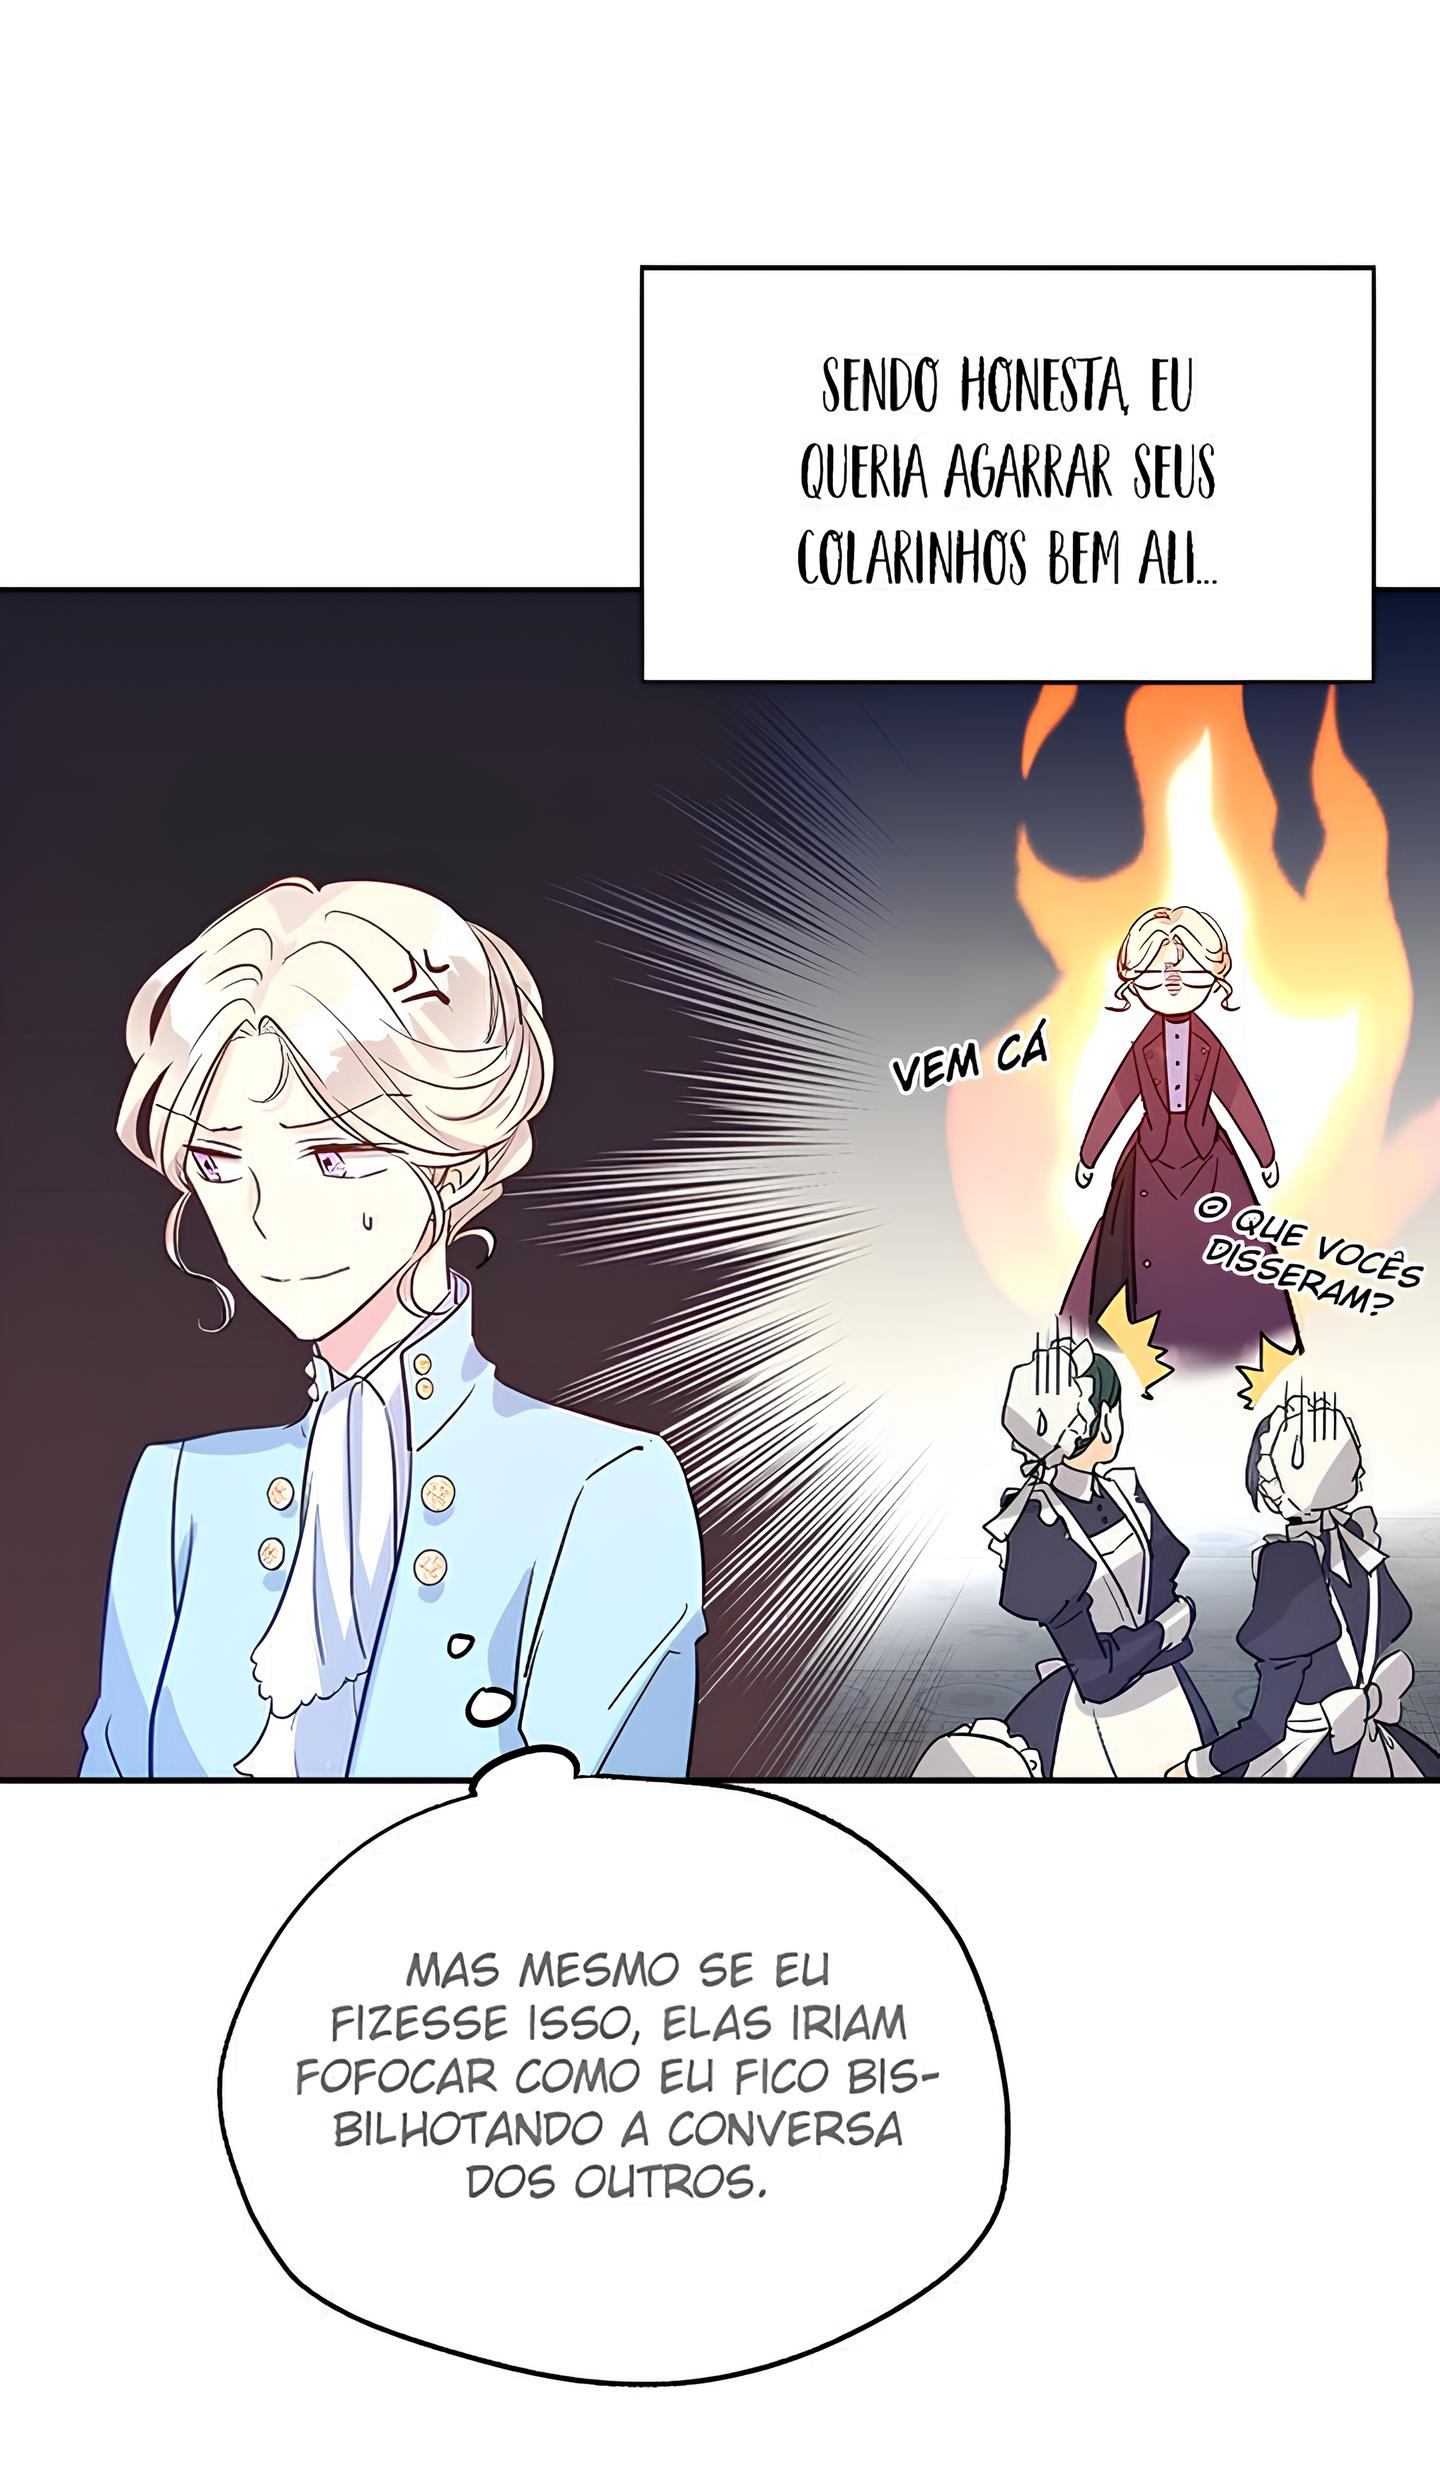 SENDO HONESTA, EU
QUERIA AGARRAR SEUS
COLARINHOS BEM ALI...
VEM CÁ
O QUE VOCÊS
DISSERAM?
MAS MESMO SE EU
FIZESSE ISSO, ELAS IRIAM
FOFOCAR COMO EU FICO BIS-
BILHOTANDO A CONVERSA
DOS OUTROS.